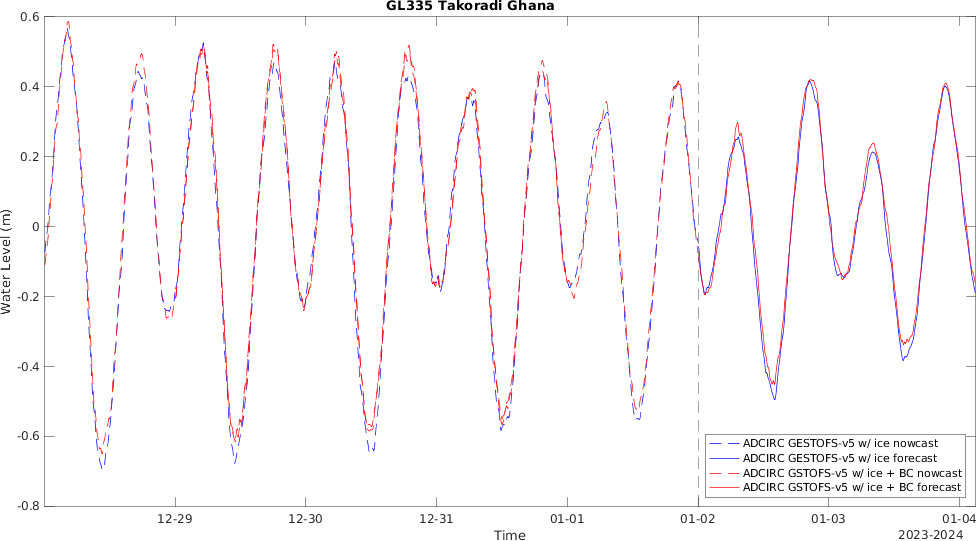 GL335 Takoradi Ghana
0.6
0.4
0.2
0
-0.2
-0.4
-0.6
-0.8
Water Level (m)
12-29
12-30
12-31
01-01
01-02
01-03
01-04
Time
2023-2024
ADCIRC GESTOFS-v5 w/ ice nowcast
ADCIRC GESTOFS-v5 w/ ice forecast
ADCIRC GSTOFS-v5 w/ ice + BC nowcast
ADCIRC GSTOFS-v5 w/ ice + BC forecast